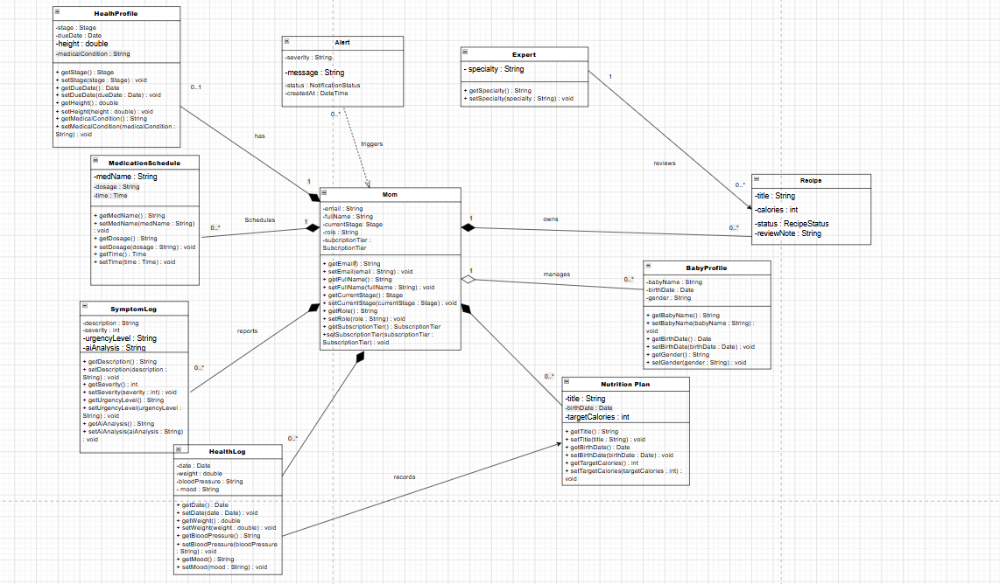 HealhProfile
-stage : Stage
-dueDate : Date
-height : double
-medicalCondition : String
+ getStage() : Stage
+ setStage(stage : Stage) : void
+ getDueDate() : Date
+ setDueDate(dueDate : Date) : void
+ getHeight() : double
+ setHeight(height : double) : void
+ getMedicalCondition() : String
+ setMedicalCondition(medicalCondition :
String) : void
0..1
has
1
Alert
-severity : String
-message : String
-status : NotificationStatus
-createdAt : DateTime
0..*
triggers
Expert
- specialty : String
+ getSpecialty() : String
+ setSpecialty(specialty : String) : void
1
reviews
0..*
Recipe
-title : String
-calories : int
-status : RecipeStatus
-reviewNote : String
MedicationSchedule
-medName : String
-dosage : String
-time : Time
+ getMedName() : String
+ setMedName(medName : String)
: void
+ getDosage() : String
+ setDosage(dosage : String) : void
+ getTime() : Time
+ setTime(time : Time) : void
0..*
Schedules
1
Mom
-email : String
-fullName : String
-currentStage: Stage
-role : String
-subcriptionTier :
SubcriptionTier
+ getEmail() : String
+ setEmail(email : String) : void
+ getFullName() : String
+ setFullName(fullName : String) : void
+ getCurrentStage() : Stage
+ setCurrentStage(currentStage : Stage) : void
+ getRole() : String
+ setRole(role : String) : void
+ getSubscriptionTier() : SubscriptionTier
+setSubscriptionTier(subscriptionTier :
SubscriptionTier) : void
1
owns
0..*
1
manages
0..*
BabyProfile
-babyName : String
-birthDate : Date
-gender : String
+ getBabyName() : String
+ setBabyName(babyName : String) :
void
+ getBirthDate() : Date
+ setBirthDate(birthDate : Date) : void
+ getGender() : String
+ setGender(gender : String) : void
SymptomLog
-description : String
-severity : int
-urgencyLevel : String
-aiAnalysis : String
+ getDescription() : String
+ setDescription(description :
String) : void
+ getSeverity() : int
+ setSeverity(severity : int) : void
+ getUrgencyLevel() : String
+ setUrgencyLevel(urgencyLevel :
String) : void
+ getAiAnalysis() : String
+ setAiAnalysis(aiAnalysis : String)
: void
reports
0..*
0..*
Nutrition Plan
-title : String
-birthDate : Date
-targetCalories : int
+ getTitle() : String
+ setTitle(title : String) : void
+ getBirthDate() : Date
+ setBirthDate(birthDate : Date) : void
+ getTargetCalories() : int
+ setTargetCalories(targetCalories : int) :
void
HealthLog
-date : Date
-weight : double
-bloodPressure : String
- mood : String
+ getDate() : Date
+ setDate(date : Date) : void
+ getWeight() : double
+ setWeight(weight : double) : void
+ getBloodPressure() : String
+ setBloodPressure(bloodPressure
: String) : void
+ getMood() : String
+ setMood(mood : String) : void
0..*
records